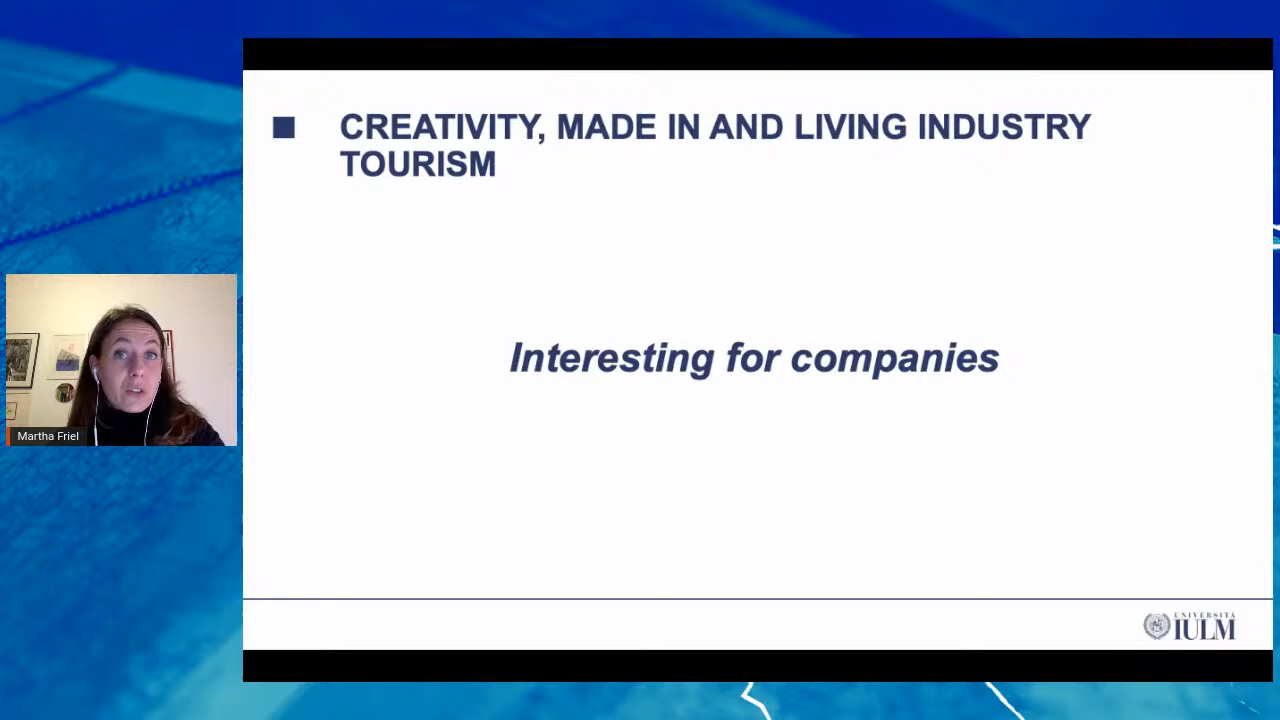 CREATIVITY, MADE IN AND LIVING INDUSTRY
TOURISM
Interesting for companies
Martha Friel
UNIVERSITÀ
IULM